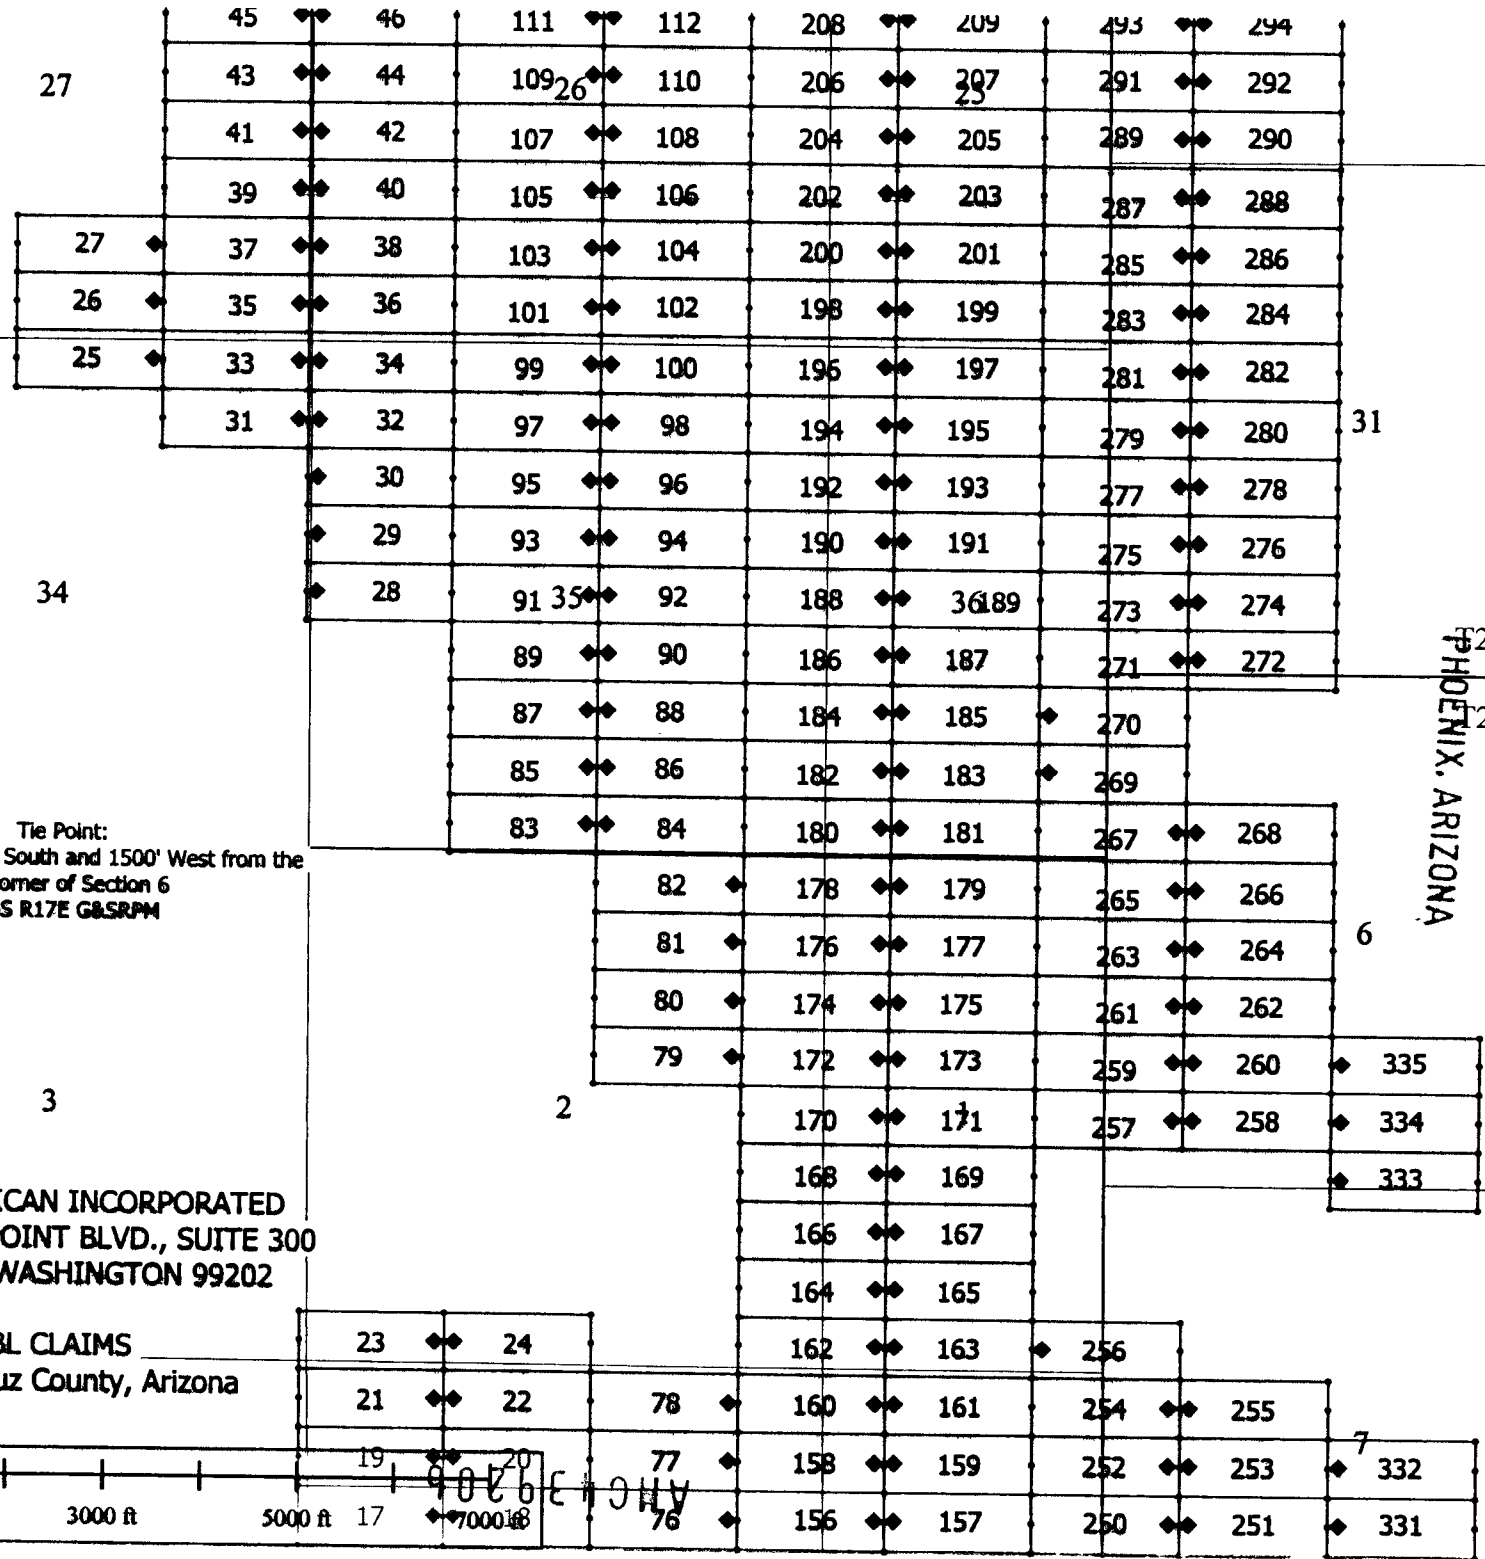 45 46 111 112 208 209 293 294
27 43 44 109 26 110 206 207 25 291 292
41 42 107 108 204 205 289 290
39 40 105 106 202 203 287 288
27 37 38 103 104 200 201 285 286
26 35 36 101 102 198 199 283 284
25 33 34 99 100 196 197 281 282
31 32 97 98 194 195 279 280 31
30 95 96 192 193 277 278
29 93 94 190 191 275 276
34 28 91 35 92 188 36 189 273 274
89 90 186 187 271 272 T2
87 88 184 185 270 T2
85 86 182 183 269
83 84 180 181 267 268
PHOENIX, ARIZONA
Tie Point:
South and 1500' West from the
orner of Section 6
S R17E G&SRPM
82 178 179 265 266
81 176 177 263 264 6
80 174 175 261 262
79 172 173 259 260 335
3 2 170 171 1 257 258 334
168 169 333
166 167
164 165
ICAN INCORPORATED
OINT BLVD., SUITE 300
WASHINGTON 99202
23 24 162 163 256
BL CLAIMS
uz County, Arizona
21 22 78 160 161 254 255
19 20 77 158 159 252 253 7 332
17 18 76 156 157 250 251 331
3000 ft 5000 ft 7000 ft